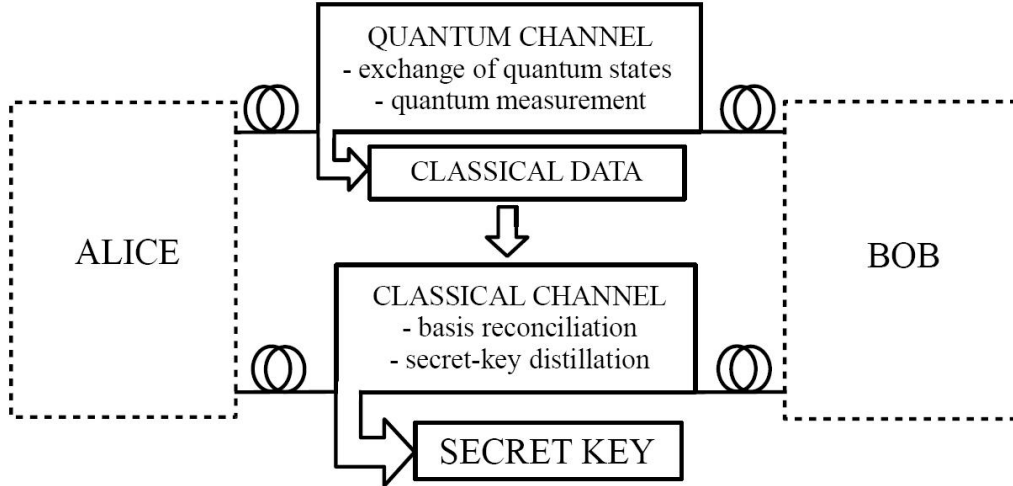 QUANTUM CHANNEL
- exchange of quantum states
- quantum measurement
CLASSICAL DATA
ALICE
BOB
CLASSICAL CHANNEL
- basis reconciliation
- secret-key distillation
SECRET KEY